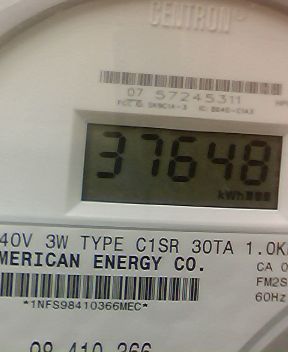 CENTRON
07 57245311
37648
kWh
40V 3W TYPE C1SR 30TA 1.0K
MERICAN ENERGY CO.
CA 0
FM2S
60Hz
*1NFS98410366MEC*
98 410 366